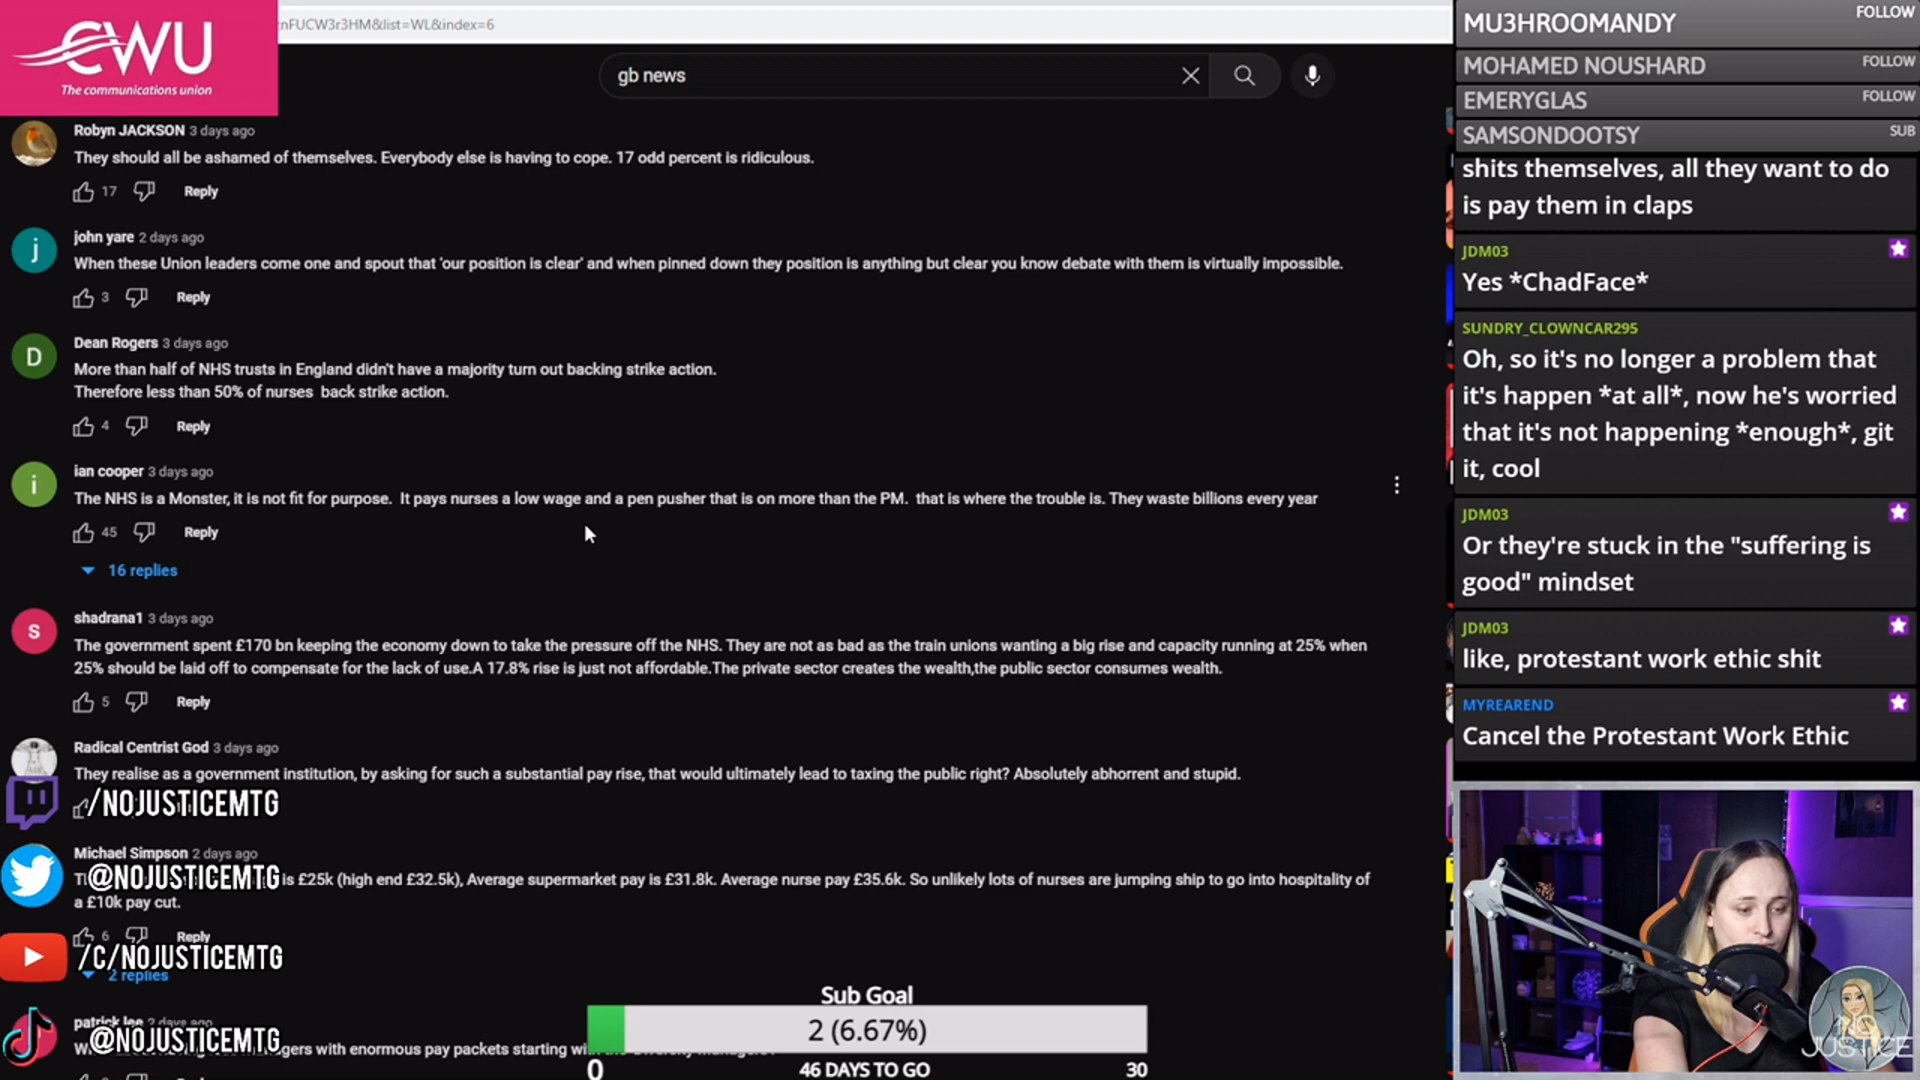 CWU
The communications union
nFUCW3r3HM&list=WL&index=6
gb news
Robyn JACKSON 3 days ago
They should all be ashamed of themselves. Everybody else is having to cope. 17 odd percent is ridiculous.
17 Reply
john yare 2 days ago
When these Union leaders come one and spout that 'our position is clear' and when pinned down they position is anything but clear you know debate with them is virtually impossible.
3 Reply
Dean Rogers 3 days ago
More than half of NHS trusts in England didn't have a majority turn out backing strike action.
Therefore less than 50% of nurses back strike action.
4 Reply
ian cooper 3 days ago
The NHS is a Monster, it is not fit for purpose. It pays nurses a low wage and a pen pusher that is on more than the PM. that is where the trouble is. They waste billions every year
45 Reply
16 replies
shadrana1 3 days ago
The government spent £170 bn keeping the economy down to take the pressure off the NHS. They are not as bad as the train unions wanting a big rise and capacity running at 25% when
25% should be laid off to compensate for the lack of use.A 17.8% rise is just not affordable.The private sector creates the wealth,the public sector consumes wealth.
5 Reply
Radical Centrist God 3 days ago
They realise as a government institution, by asking for such a substantial pay rise, that would ultimately lead to taxing the public right? Absolutely abhorrent and stupid.
/NOJUSTICEMTG
Michael Simpson 2 days ago
@NOJUSTICEMTG
is £25k (high end £32.5k), Average supermarket pay is £31.8k. Average nurse pay £35.6k. So unlikely lots of nurses are jumping ship to go into hospitality of
a £10k pay cut.
6 Reply
/C/NOJUSTICEMTG
2 replies
patrick lee 2 days ago
@NOJUSTICEMTG
with enormous pay packets starting
Sub Goal
2 (6.67%)
0 46 DAYS TO GO 30
MU3HROOMANDY FOLLOW
MOHAMED NOUSHARD FOLLOW
EMERYGLAS FOLLOW
SAMSONDOOTSY SUB
shits themselves, all they want to do
is pay them in claps
JDM03
Yes *ChadFace*
SUNDRY_CLOWNCAR295
Oh, so it's no longer a problem that
it's happen *at all*, now he's worried
that it's not happening *enough*, git
it, cool
JDM03
Or they're stuck in the "suffering is
good" mindset
JDM03
like, protestant work ethic shit
MYREAREND
Cancel the Protestant Work Ethic
NO
JUSTICE